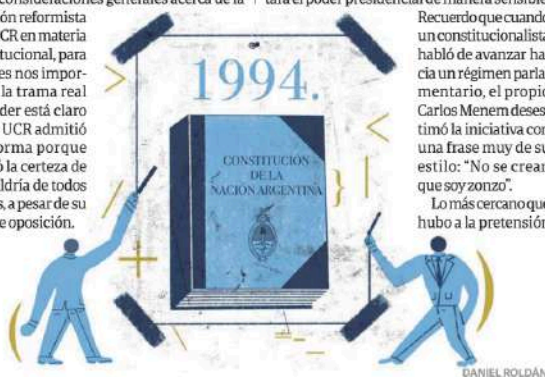 consideraciones generales acerca de la
ón reformista
CR en materia
tucional, para
es nos impor-
la trama real
der está claro
UCR admitió
orma porque
ó la certeza de
ldría de todos
s, a pesar de su
e oposición.
1994.
CONSTITUCIÓN
DE LA
NACIÓN ARGENTINA
tará el poder presidencial de manera sensible.
Recuerdo que cuando
un constitucionalista
habló de avanzar ha-
cia un régimen parla-
mentario, el propio
Carlos Menem deses-
timó la iniciativa con
una frase muy de su
estilo: “No se crean
que soy zonzo”.
Lo más cercano que
hubo a la pretensión
DANIEL ROLDÁN